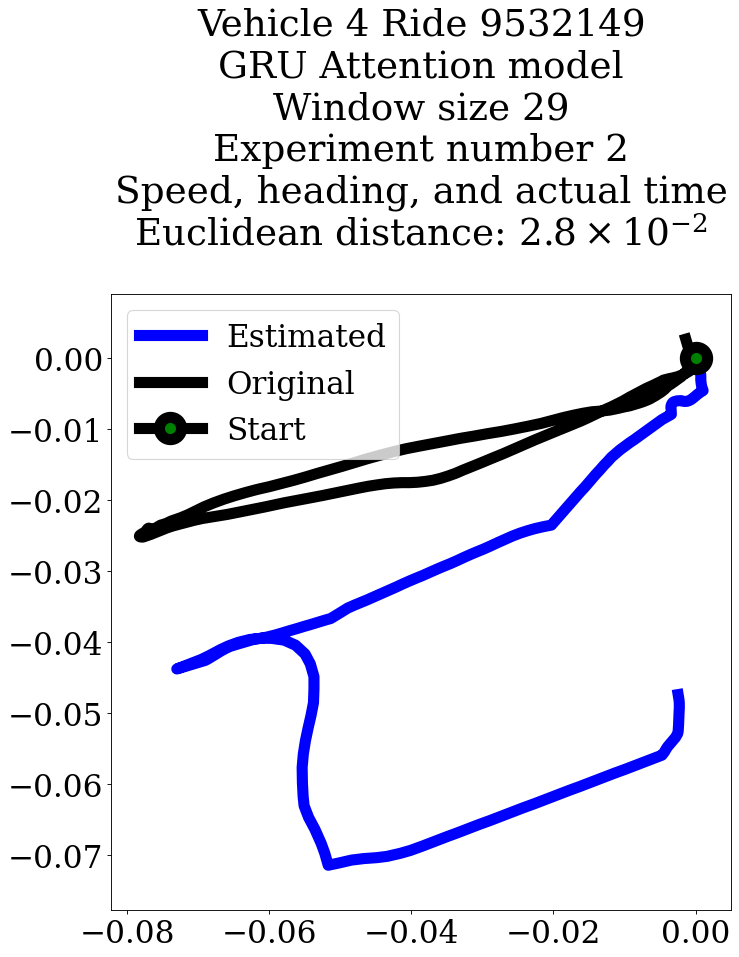 Vehicle 4 Ride 9532149
GRU Attention model
Window size 29
Experiment number 2
Speed, heading, and actual time
Euclidean distance: 2.8 × 10⁻²
Estimated
Original
Start
0.00
−0.01
−0.02
−0.03
−0.04
−0.05
−0.06
−0.07
−0.08 −0.06 −0.04 −0.02 0.00